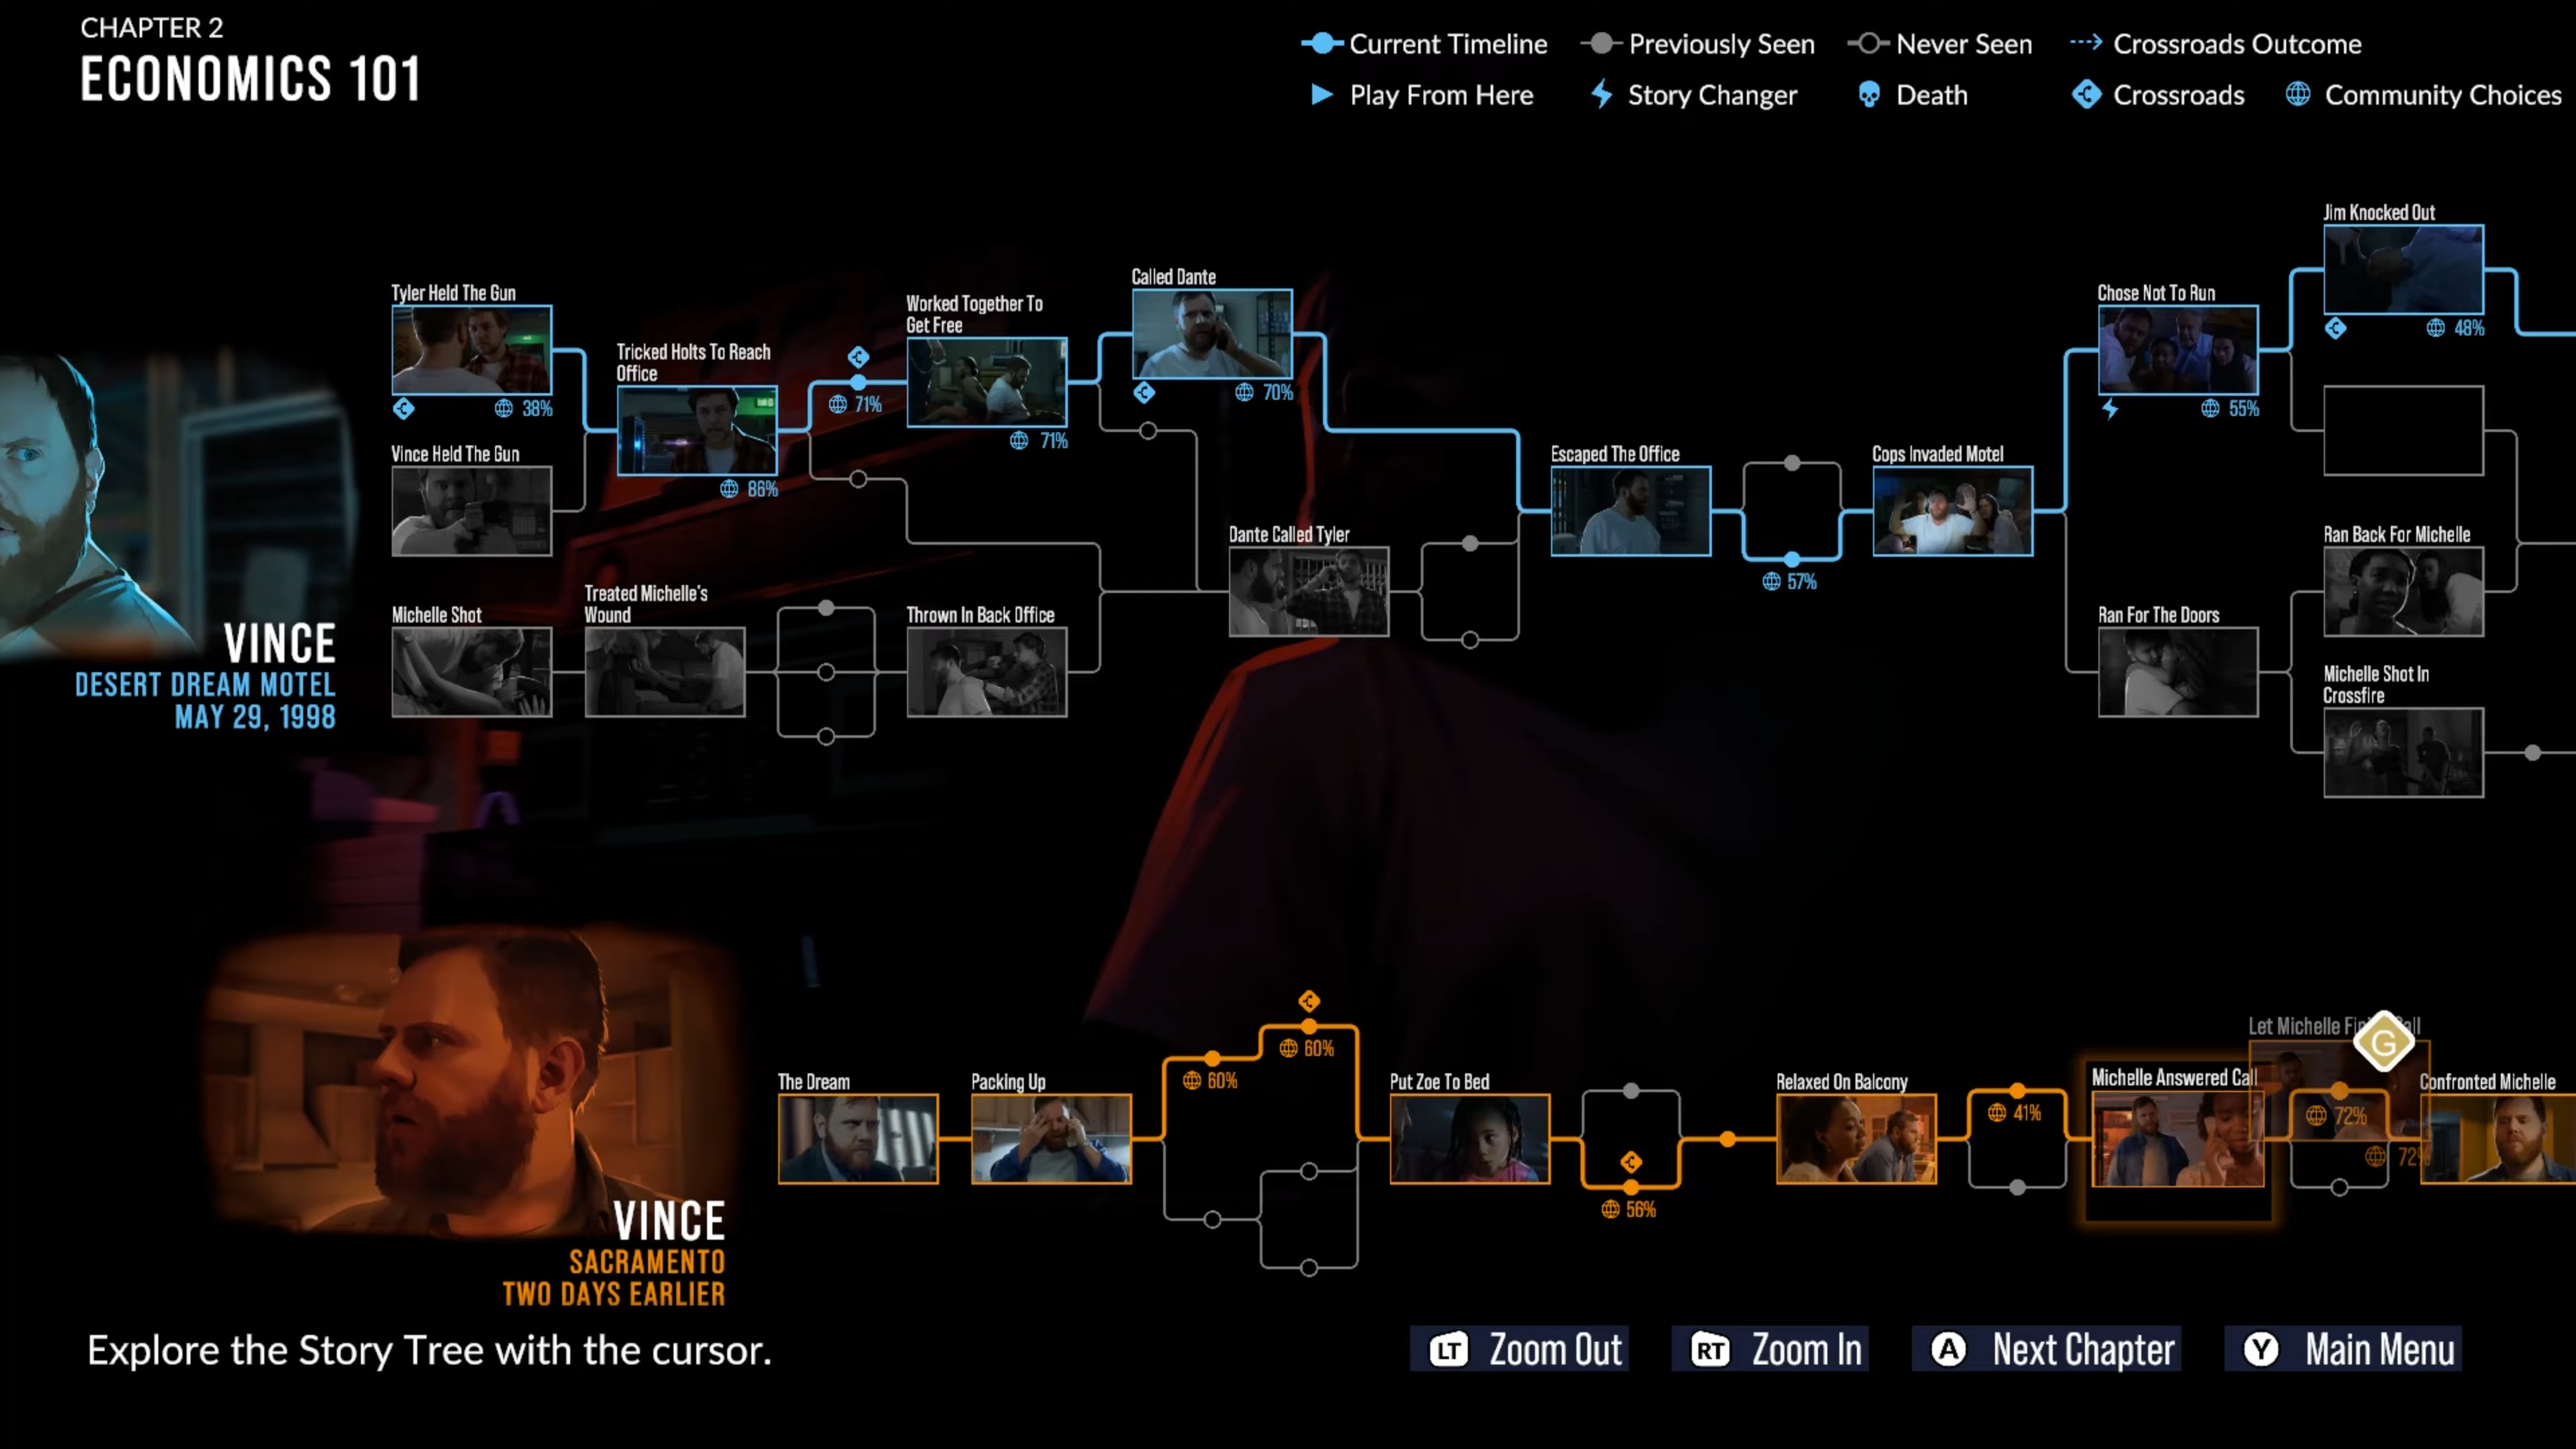 CHAPTER 2
ECONOMICS 101
Current Timeline
Previously Seen
Never Seen
Crossroads Outcome
Play From Here
Story Changer
Death
Crossroads
Community Choices
Jim Knocked Out
48%
Called Dante
70%
Tyler Held The Gun
38%
Worked Together To
Get Free
71%
Chose Not To Run
55%
Tricked Holts To Reach
Office
86%
71%
Vince Held The Gun
Escaped The Office
57%
Cops Invaded Motel
Dante Called Tyler
Ran Back For Michelle
Michelle Shot
Treated Michelle's
Wound
Thrown In Back Office
Ran For The Doors
Michelle Shot In
Crossfire
VINCE
DESERT DREAM MOTEL
MAY 29, 1998
60%
60%
The Dream
Packing Up
Put Zoe To Bed
56%
Relaxed On Balcony
41%
Michelle Answered Call
Let Michelle
G
72%
72%
Confronted Michelle
VINCE
SACRAMENTO
TWO DAYS EARLIER
Explore the Story Tree with the cursor.
LT Zoom Out
RT Zoom In
A Next Chapter
Y Main Menu